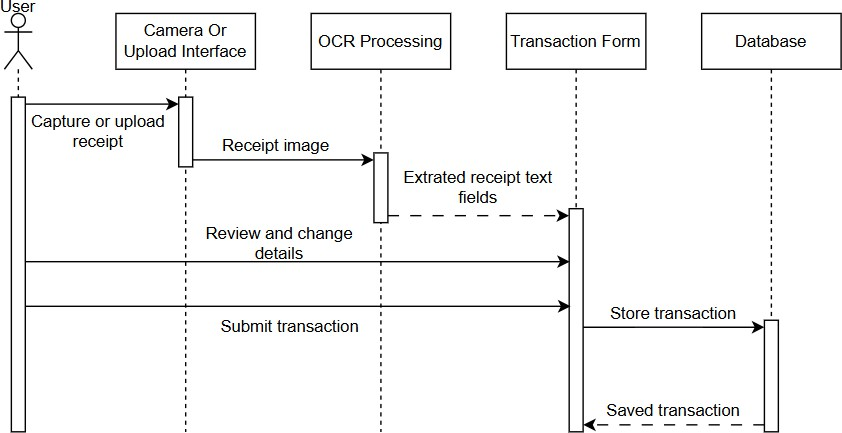 User
Camera Or
Upload Interface
OCR Processing
Transaction Form
Database
Capture or upload
receipt
Receipt image
Extrated receipt text
fields
Review and change
details
Submit transaction
Store transaction
Saved transaction